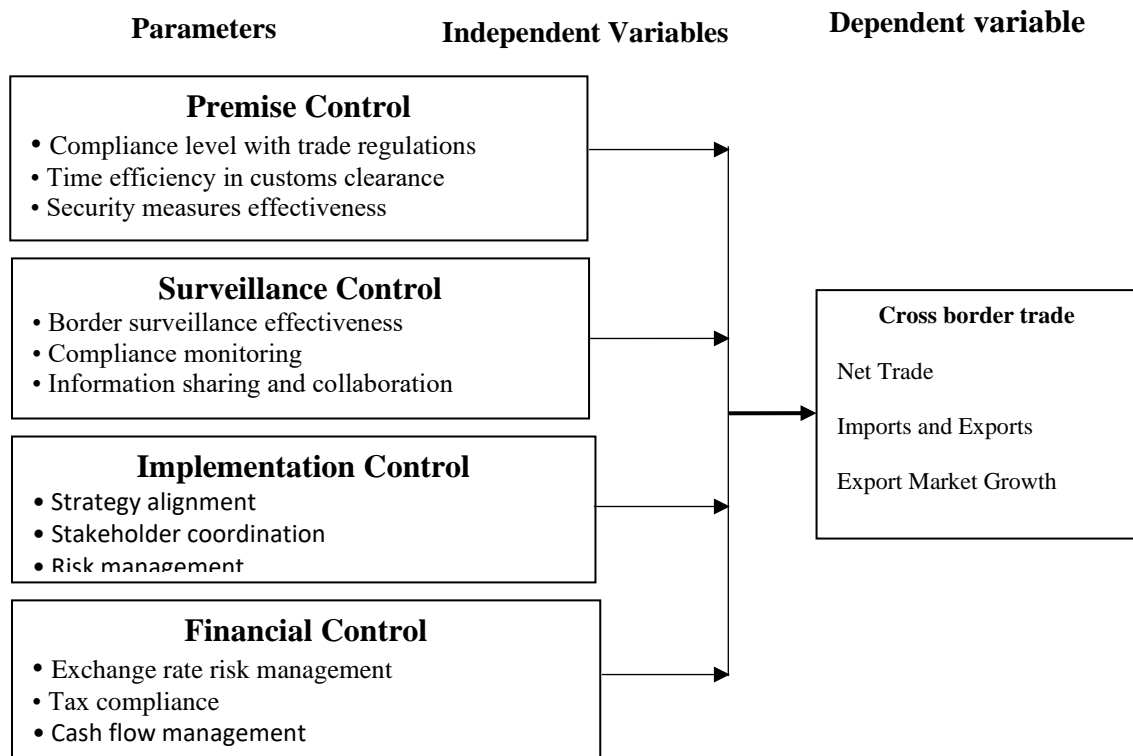 Parameters
Independent Variables
Dependent variable
Premise Control
• Compliance level with trade regulations
• Time efficiency in customs clearance
• Security measures effectiveness
Surveillance Control
• Border surveillance effectiveness
• Compliance monitoring
• Information sharing and collaboration
Implementation Control
• Strategy alignment
• Stakeholder coordination
• Risk management
Financial Control
• Exchange rate risk management
• Tax compliance
• Cash flow management
Cross border trade
Net Trade
Imports and Exports
Export Market Growth